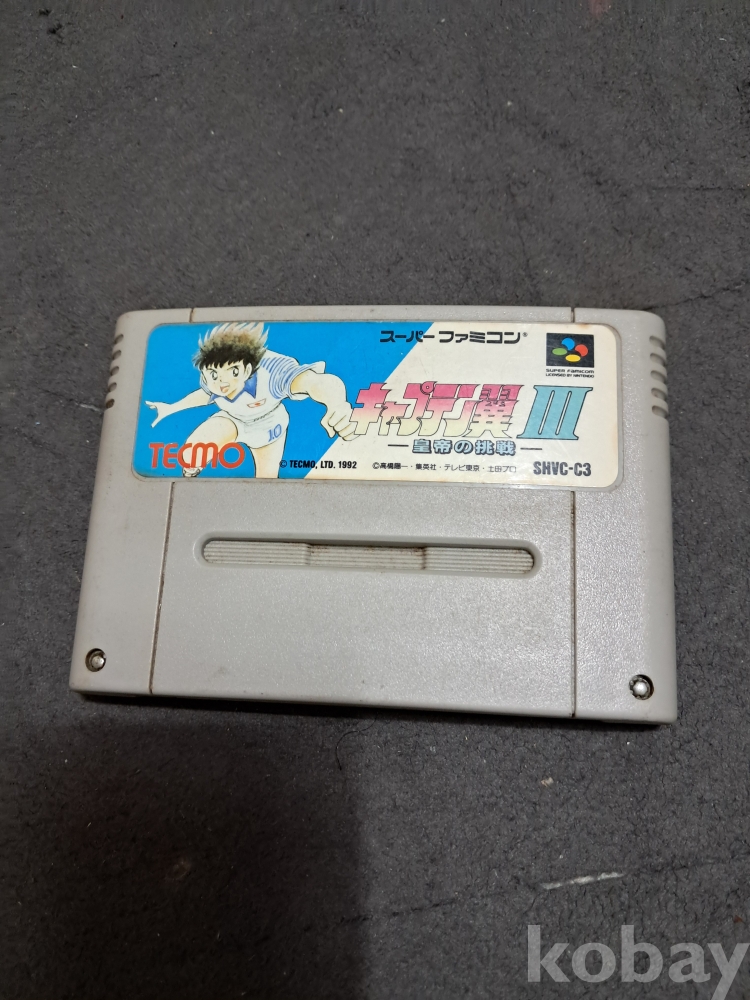 スーパーファミコン®
SUPER FAMICOM
LICENSED BY NINTENDO
キャプテン翼III
皇帝の挑戦
10
TECMO
© TECMO, LTD. 1992 ©高橋陽一・集英社・テレビ東京・土田プロ SHVC-C3
kobay